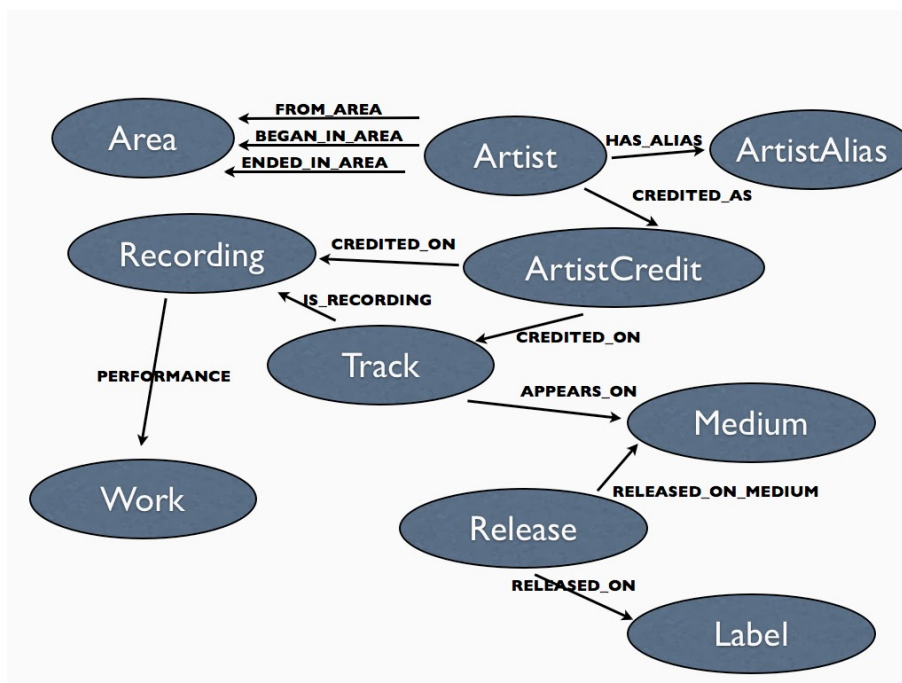 FROM_AREA
Area
BEGAN_IN_AREA
ENDED_IN_AREA
Artist
HAS_ALIAS
ArtistAlias
CREDITED_AS
Recording
CREDITED_ON
ArtistCredit
IS_RECORDING
CREDITED_ON
Track
PERFORMANCE
APPEARS_ON
Medium
Work
RELEASED_ON_MEDIUM
Release
RELEASED_ON
Label